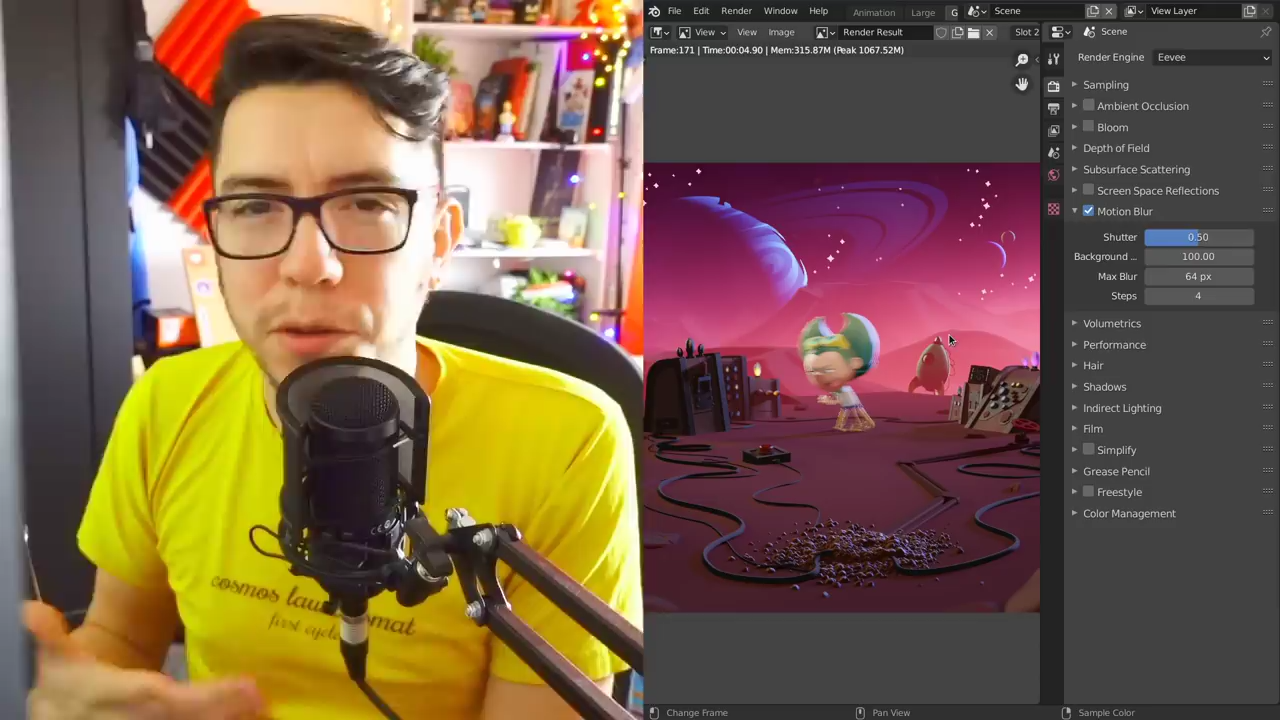 File Edit Render Window Help Animation Large G Scene View Layer
View View Image Render Result Slot 2 Scene
Frame:171 | Time:00:04.90 | Mem:315.87M (Peak 1067.52M)
Render Engine Eevee
Sampling
Ambient Occlusion
Bloom
Depth of Field
Subsurface Scattering
Screen Space Reflections
Motion Blur
Shutter 0.50
Background ... 100.00
Max Blur 64 px
Steps 4
Volumetrics
Performance
Hair
Shadows
Indirect Lighting
Film
Simplify
Grease Pencil
Freestyle
Color Management
cosmos
first
Change Frame Pan View Sample Color